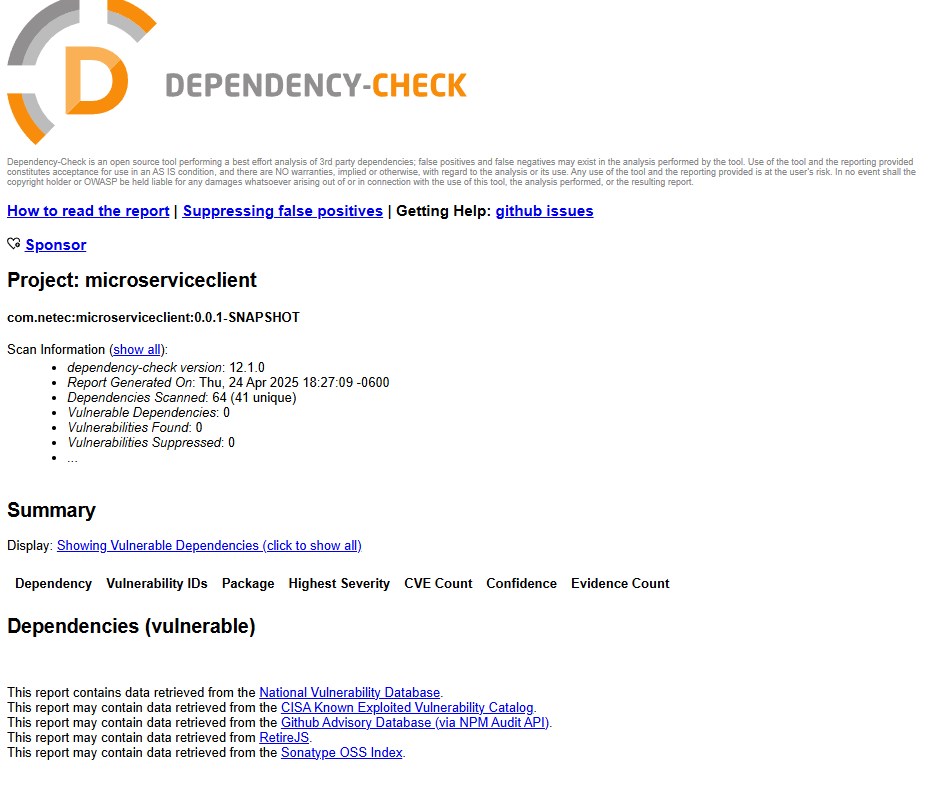 D
DEPENDENCY-CHECK
Dependency-Check is an open source tool performing a best effort analysis of 3rd party dependencies; false positives and false negatives may exist in the analysis performed by the tool. Use of the tool and the reporting provided
constitutes acceptance for use in an AS IS condition, and there are NO warranties, implied or otherwise, with regard to the analysis or its use. Any use of the tool and the reporting provided is at the user's risk. In no event shall the
copyright holder or OWASP be held liable for any damages whatsoever arising out of or in connection with the use of this tool, the analysis performed, or the resulting report.
How to read the report | Suppressing false positives | Getting Help: github issues
Sponsor
Project: microserviceclient
com.netec:microserviceclient:0.0.1-SNAPSHOT
Scan Information (show all):
• dependency-check version: 12.1.0
• Report Generated On: Thu, 24 Apr 2025 18:27:09 -0600
• Dependencies Scanned: 64 (41 unique)
• Vulnerable Dependencies: 0
• Vulnerabilities Found: 0
• Vulnerabilities Suppressed: 0
• ...
Summary
Display: Showing Vulnerable Dependencies (click to show all)
Dependency Vulnerability IDs Package Highest Severity CVE Count Confidence Evidence Count
Dependencies (vulnerable)
This report contains data retrieved from the National Vulnerability Database.
This report may contain data retrieved from the CISA Known Exploited Vulnerability Catalog.
This report may contain data retrieved from the Github Advisory Database (via NPM Audit API).
This report may contain data retrieved from RetireJS.
This report may contain data retrieved from the Sonatype OSS Index.